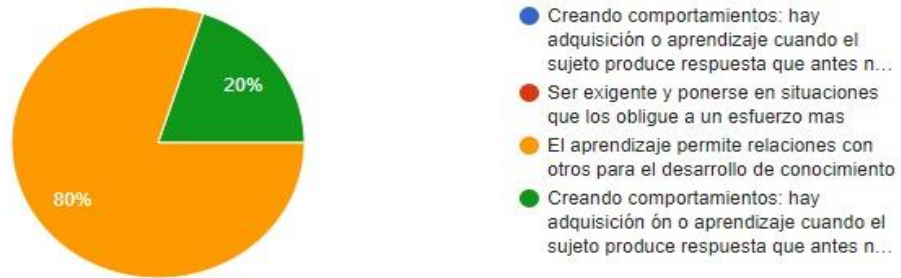 20%
80%
Creando comportamientos: hay
adquisición o aprendizaje cuando el
sujeto produce respuesta que antes n…
Ser exigente y ponerse en situaciones
que los obligue a un esfuerzo mas
El aprendizaje permite relaciones con
otros para el desarrollo de conocimiento
Creando comportamientos: hay
adquisición ón o aprendizaje cuando el
sujeto produce respuesta que antes n…